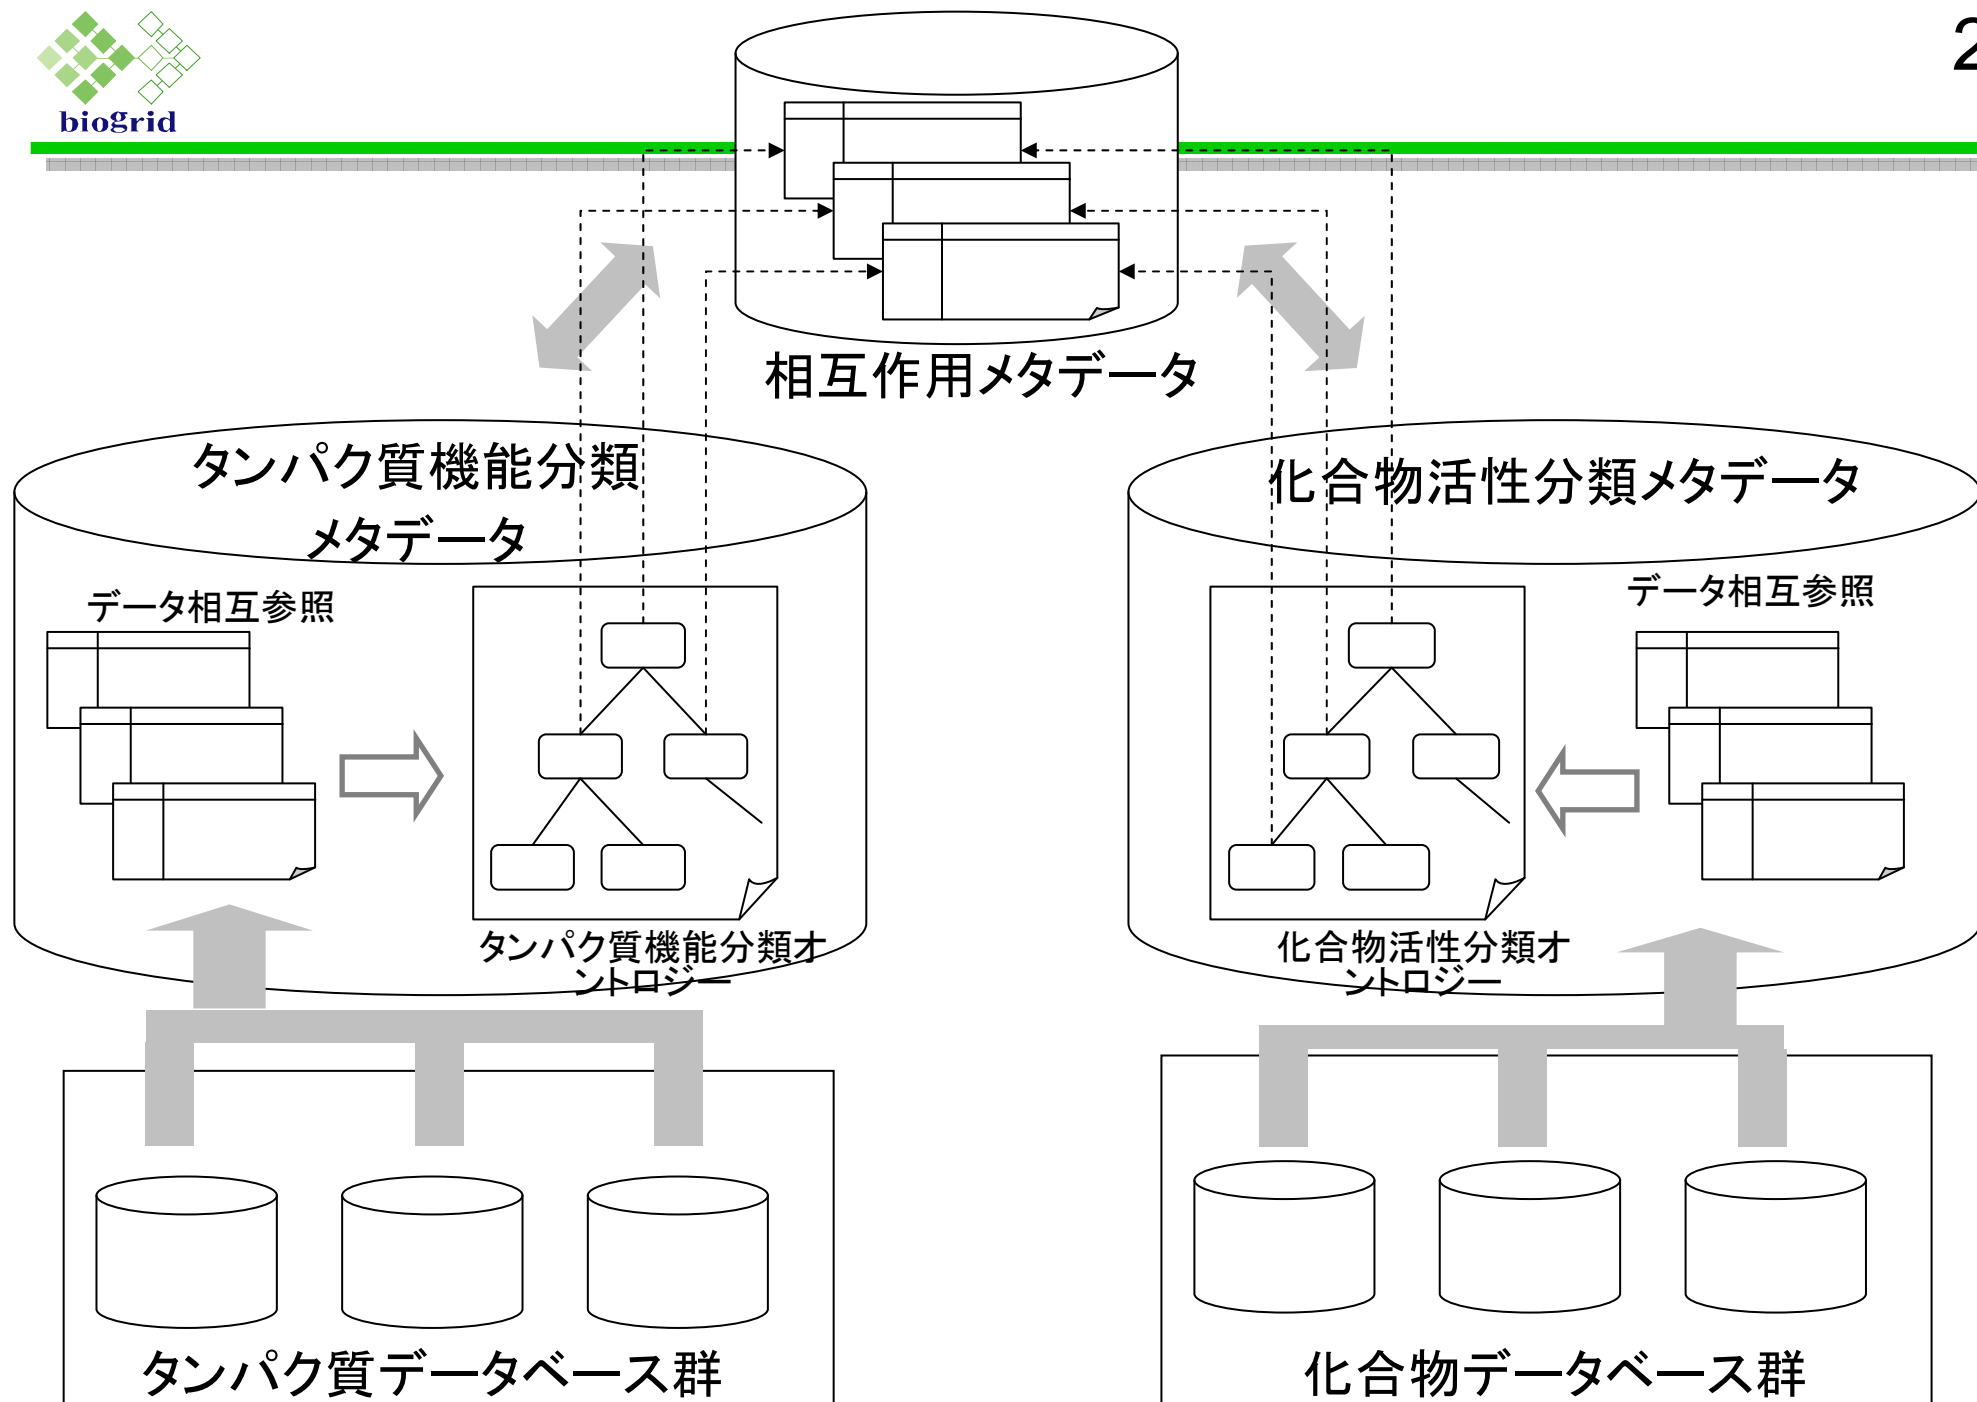 biogrid
2
相互作用メタデータ
タンパク質機能分類
メタデータ
化合物活性分類メタデータ
データ相互参照
データ相互参照
タンパク質機能分類オ
ントロジー
化合物活性分類オ
ントロジー
タンパク質データベース群
化合物データベース群